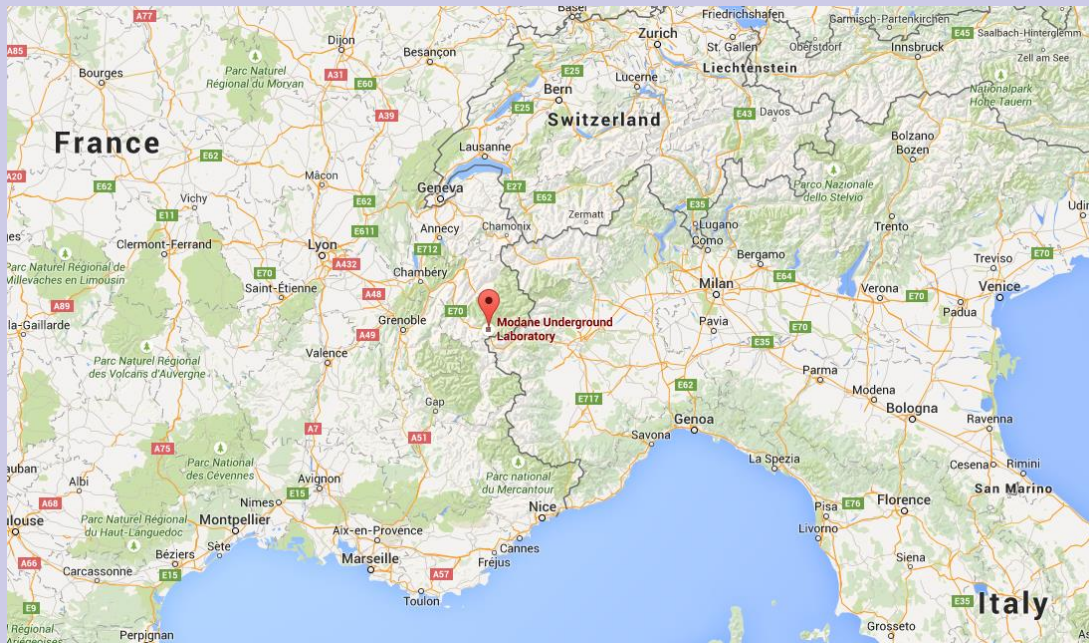 Basel
Friedrichshafen
Garmisch-Partenkirchen
A77
E45
Saalbach-Hinterglemm
Zurich
Dijon
St. Gallen
Oberstdorf
Innsbruck
A85
Besançon
Zell am See
Parc Naturel
Régional du Morvan
A31
E60
E25
Lucerne
Liechtenstein
Bourges
Bern
Nationalpark
Hohe Tauern
A39
E25
Switzerland
E43
Davos
France
Bolzano
Bozen
E62
Lausanne
A20
Mâcon
Geneva
E27
E62
Parco Nazionale
dello Stelvio
E62
Vichy
E62
E35
Zermatt
E11
Lugano
Trento
Annecy
Chamonix
Clermont-Ferrand
Lyon
E611
Como
E712
Bergamo
E70
Treviso
Parc Naturel Régional de
Millevaches en Limousin
E70
A432
Chambéry
E64
Milan
Saint-Étienne
A48
Verona
E70
Venice
A89
E70
Padua
la-Gaillarde
Grenoble
Modane Underground
Laboratory
Pavia
E70
A49
E35
Parc Naturel Régional
des Volcans d'Auvergne
Valence
Parma
E62
Modena
Gap
E717
Bologna
Genoa
A7
A51
Ravenna
Savona
A75
La Spezia
Parc National
des Cevennes
Parc national
du Mercantour
Cesena
Rimini
Albi
Avignon
San Marino
E15
Nimes
A68
Nice
Pisa
E76
Florence
Parc Naturel Régional
du Haut-Languedoc
Montpellier
Aix-en-Provence
Livorno
Cannes
Sète
Béziers
Marseille
Fréjus
A66
Siena
Carcassonne
E15
A57
Toulon
E35
Italy
E9
Perpignan
Grosseto